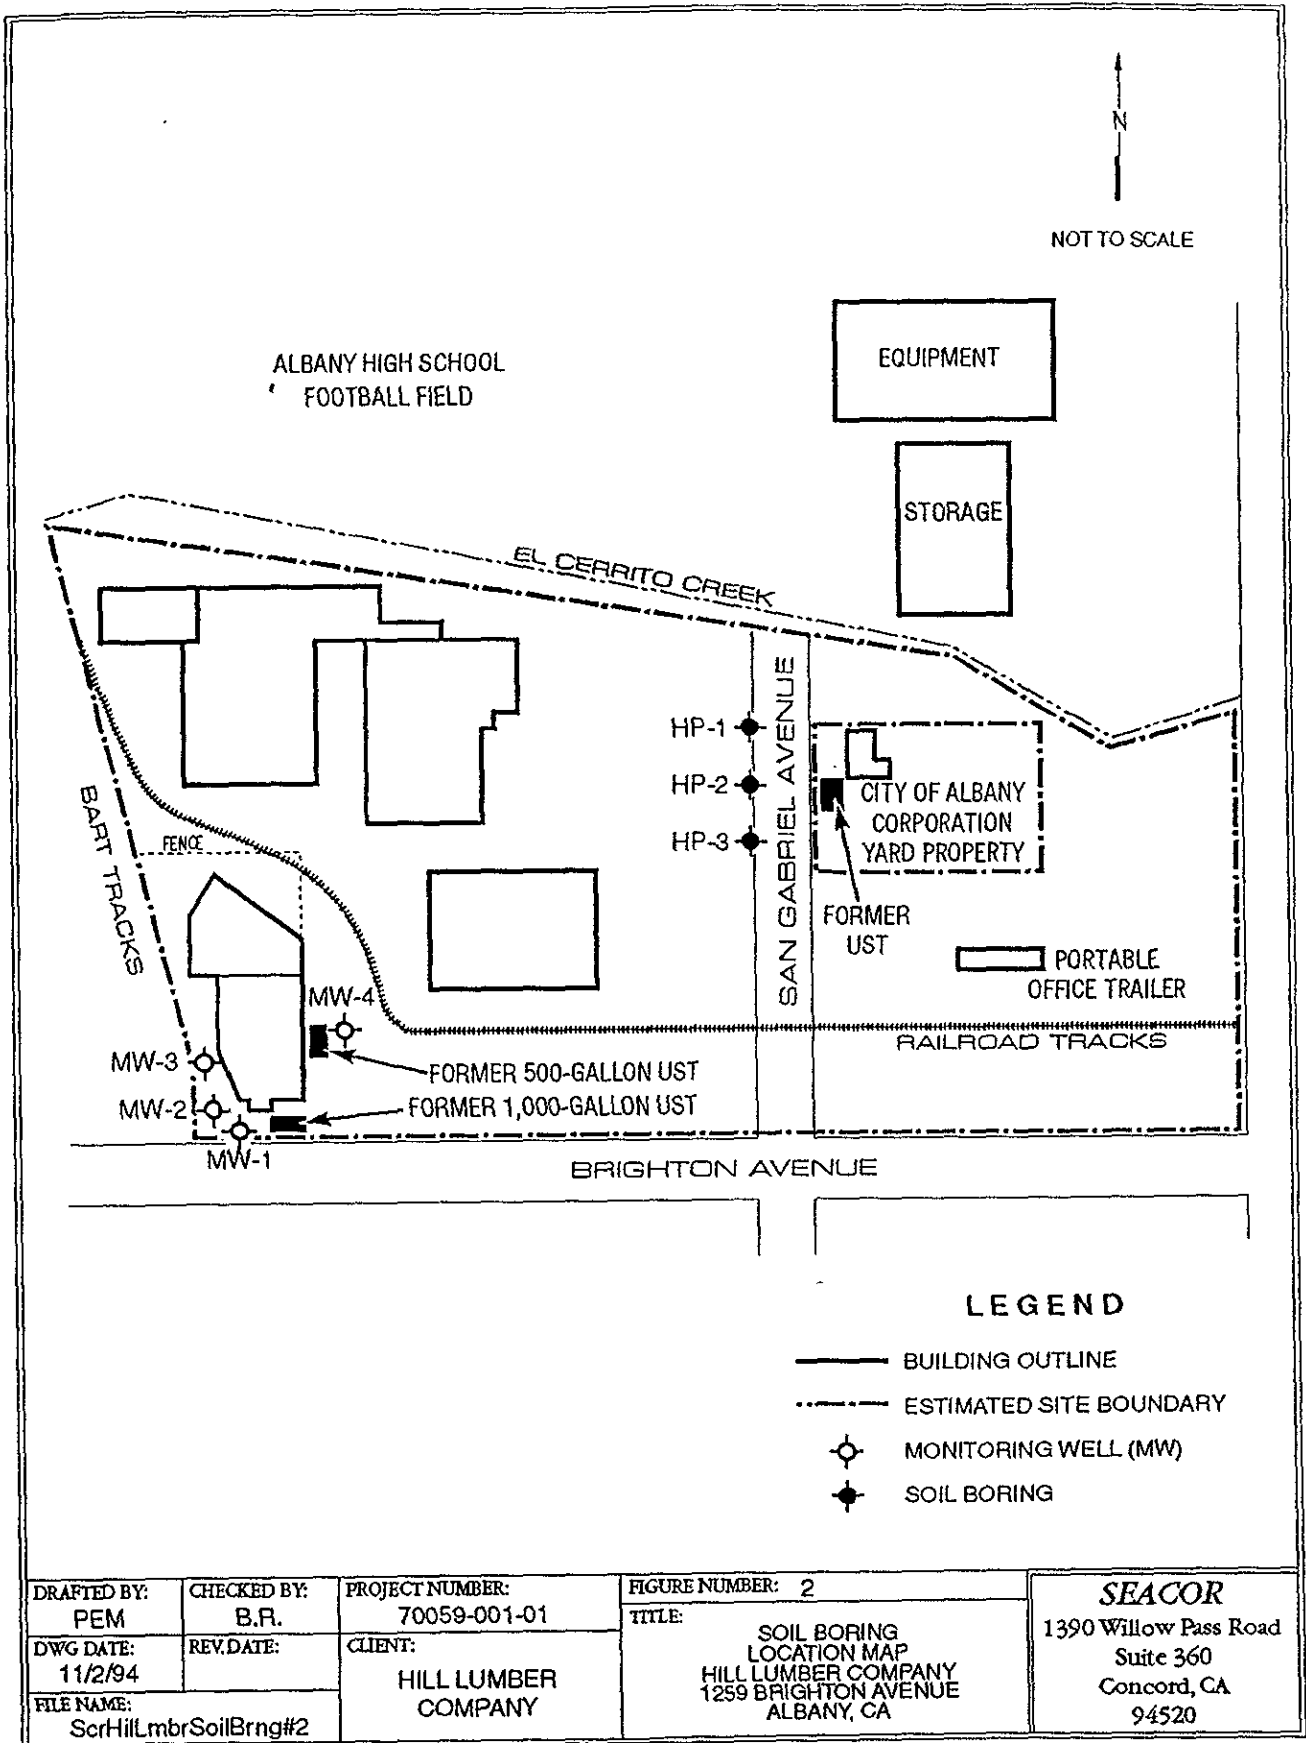 N
NOT TO SCALE
EQUIPMENT
ALBANY HIGH SCHOOL
FOOTBALL FIELD
STORAGE
EL CERRITO CREEK
SAN GABRIEL AVENUE
HP-1
HP-2
HP-3
CITY OF ALBANY
CORPORATION
YARD PROPERTY
FORMER
UST
BART TRACKS
FENCE
PORTABLE
OFFICE TRAILER
MW-4
RAILROAD TRACKS
MW-3
FORMER 500-GALLON UST
MW-2
FORMER 1,000-GALLON UST
MW-1
BRIGHTON AVENUE
LEGEND
BUILDING OUTLINE
ESTIMATED SITE BOUNDARY
MONITORING WELL (MW)
SOIL BORING
DRAFTED BY:
PEM
CHECKED BY:
B.R.
PROJECT NUMBER:
70059-001-01
FIGURE NUMBER: 2
DWG DATE:
11/2/94
REV.DATE:
CLIENT:
HILL LUMBER
COMPANY
TITLE:
SOIL BORING
LOCATION MAP
HILL LUMBER COMPANY
1259 BRIGHTON AVENUE
ALBANY, CA
FILE NAME:
ScrHilLmbrSoilBrng#2
SEACOR
1390 Willow Pass Road
Suite 360
Concord, CA
94520